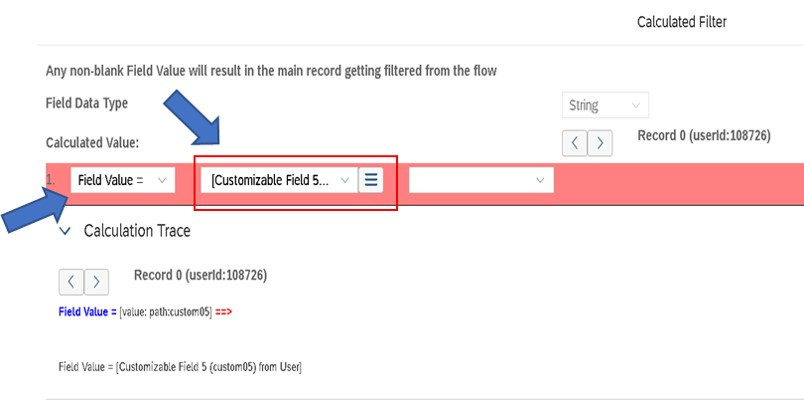 Calculated Filter
Any non-blank Field Value will result in the main record getting filtered from the flow
Field Data Type
String
Calculated Value:
Record 0 (userId:108726)
1. Field Value = [Customizable Field 5...
Calculation Trace
Record 0 (userId:108726)
Field Value = [value: path:custom05] ==>
Field Value = [Customizable Field 5 (custom05) from User]